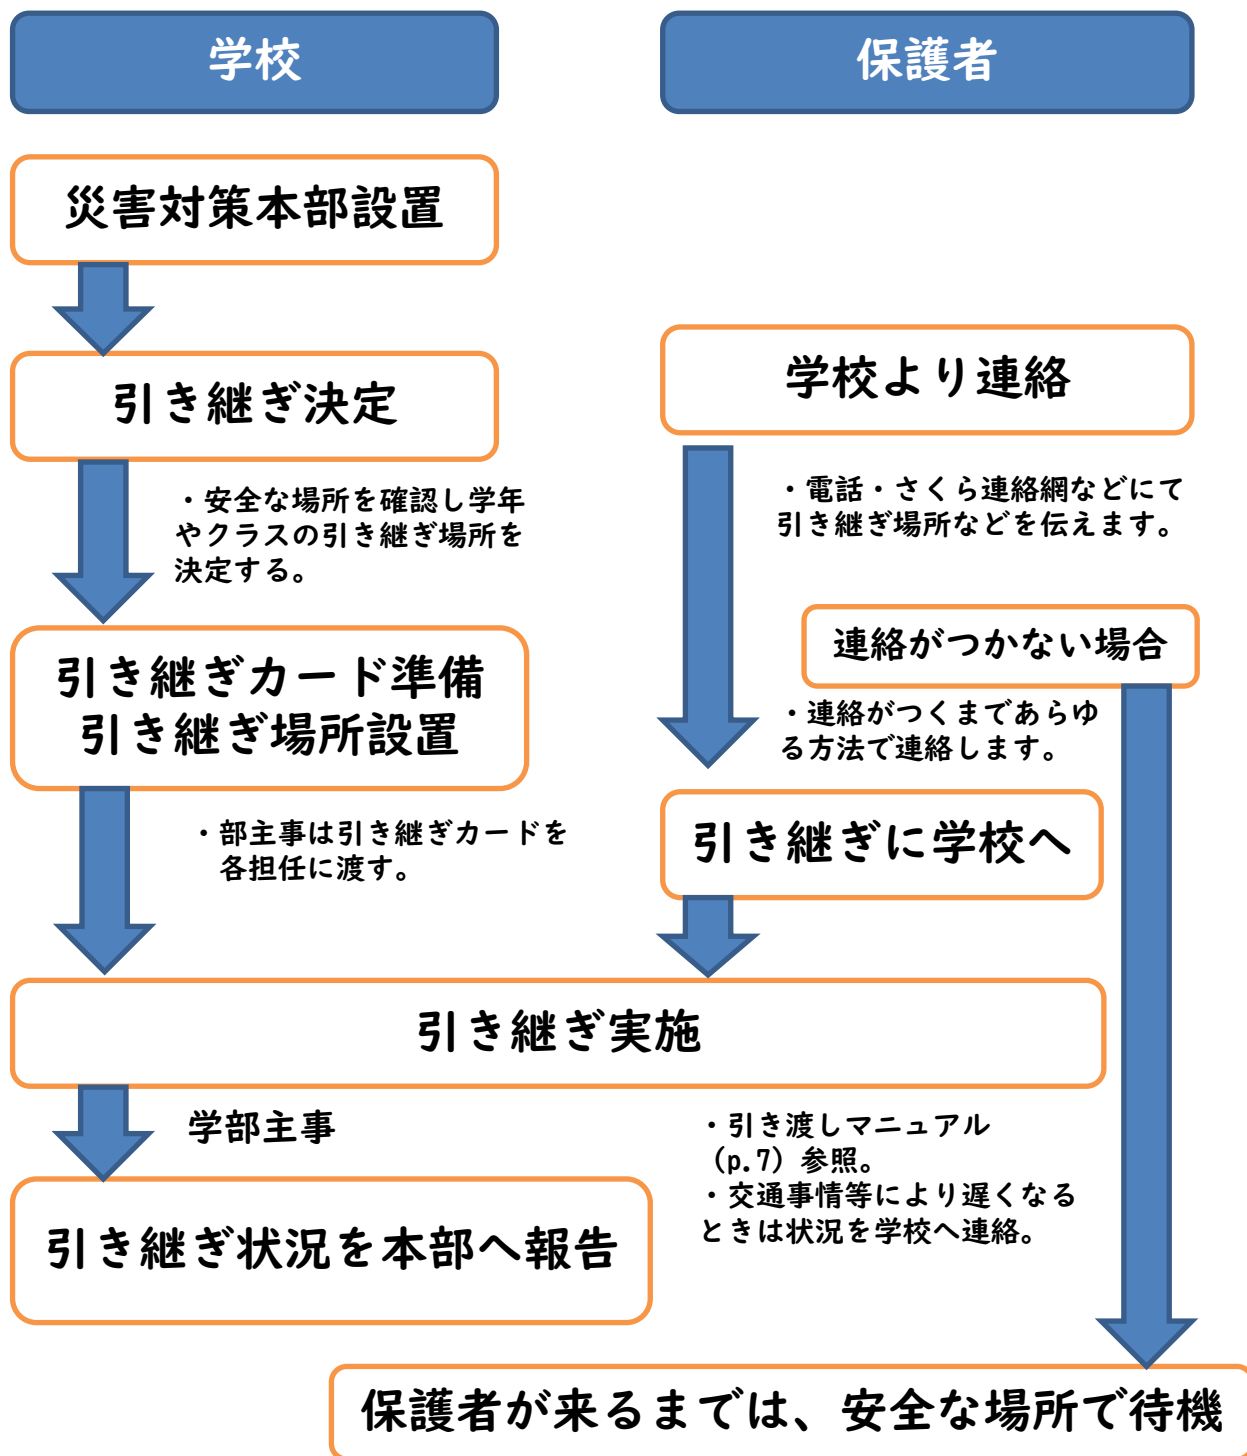 学校
保護者
災害対策本部設置
引き継ぎ決定
学校より連絡
・安全な場所を確認し学年
やクラスの引き継ぎ場所を
決定する。
・電話・さくら連絡網などにて
引き継ぎ場所などを伝えます。
連絡がつかない場合
・連絡がつくまであらゆ
る方法で連絡します。
引き継ぎカード準備
引き継ぎ場所設置
・部主事は引き継ぎカードを
各担任に渡す。
引き継ぎに学校へ
引き継ぎ実施
学部主事
・引き渡しマニュアル
（p.7）参照。
・交通事情等により遅くなる
ときは状況を学校へ連絡。
引き継ぎ状況を本部へ報告
保護者が来るまでは、安全な場所で待機